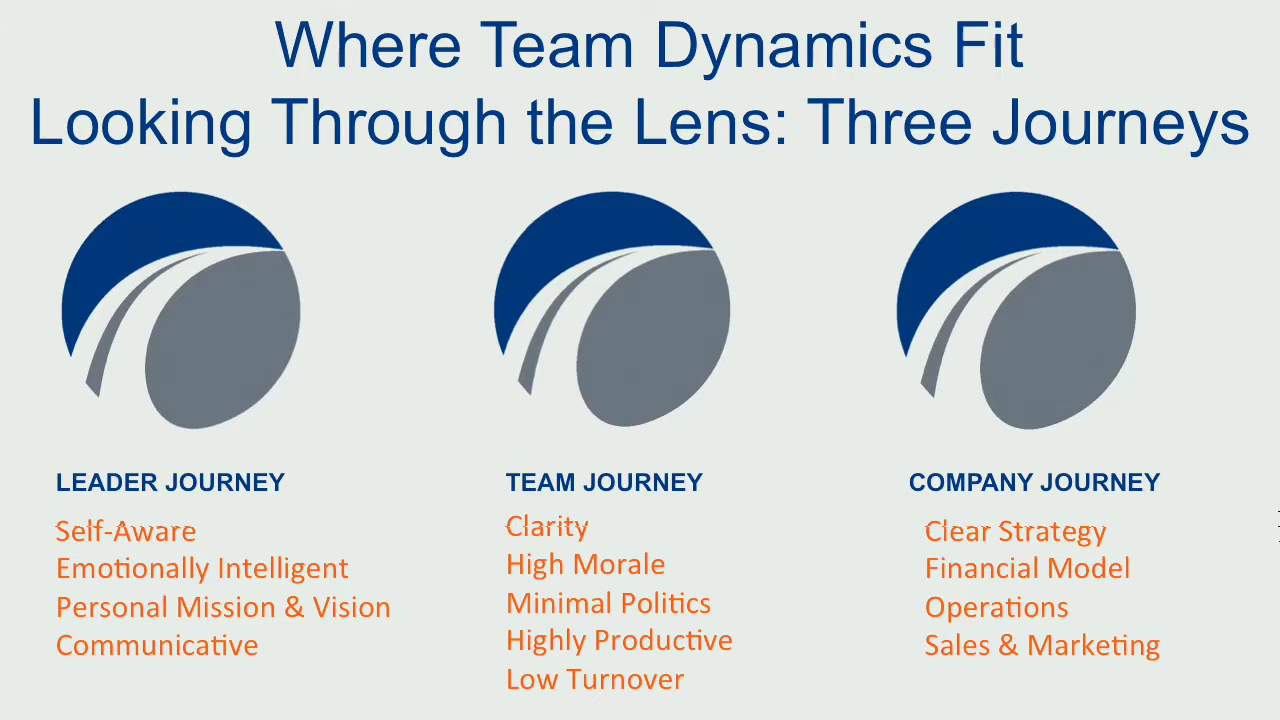 Where Team Dynamics Fit
Looking Through the Lens: Three Journeys
LEADER JOURNEY
Self-Aware
Emotionally Intelligent
Personal Mission & Vision
Communicative
TEAM JOURNEY
Clarity
High Morale
Minimal Politics
Highly Productive
Low Turnover
COMPANY JOURNEY
Clear Strategy
Financial Model
Operations
Sales & Marketing